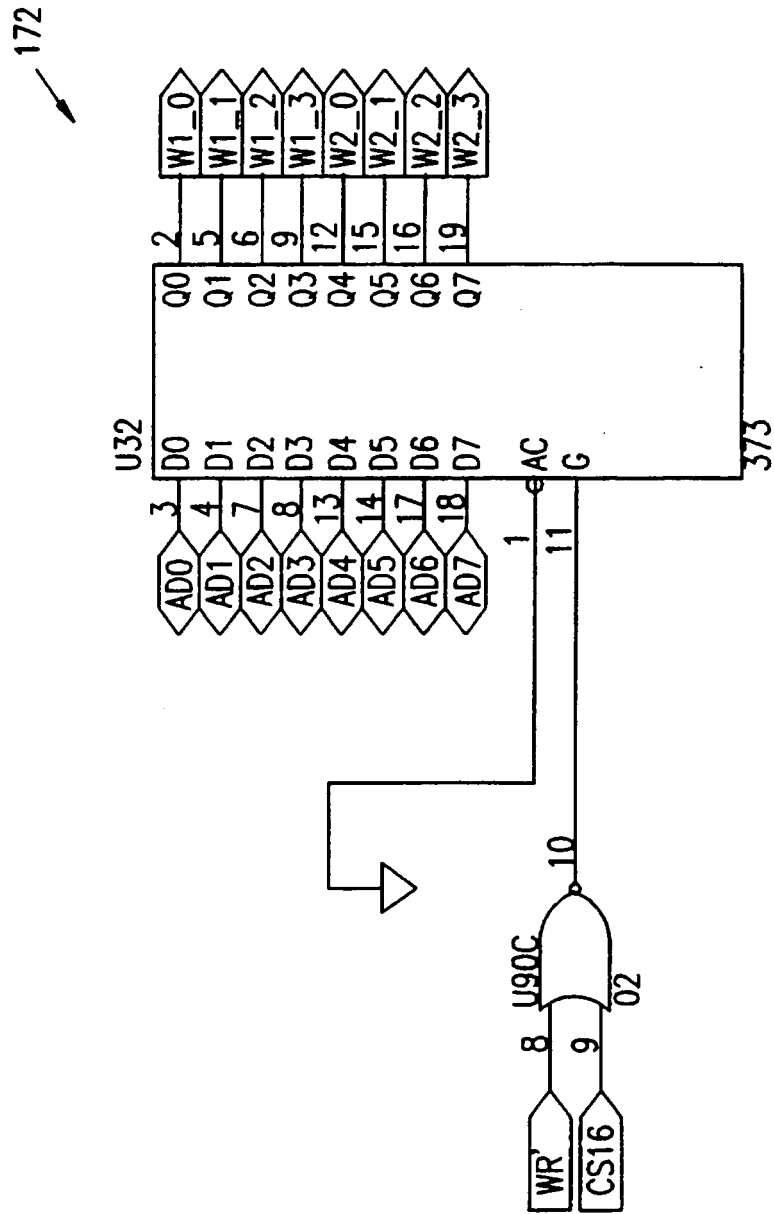 172
U32
AD0 3 D0 Q0 2 W1_0
AD1 4 D1 Q1 5 W1_1
AD2 7 D2 Q2 6 W1_2
AD3 8 D3 Q3 9 W1_3
AD4 13 D4 Q4 12 W2_0
AD5 14 D5 Q5 15 W2_1
AD6 17 D6 Q6 16 W2_2
AD7 18 D7 Q7 19 W2_3
1 AC
11 G
373
U90C
WR' 8 10
CS16 9
02